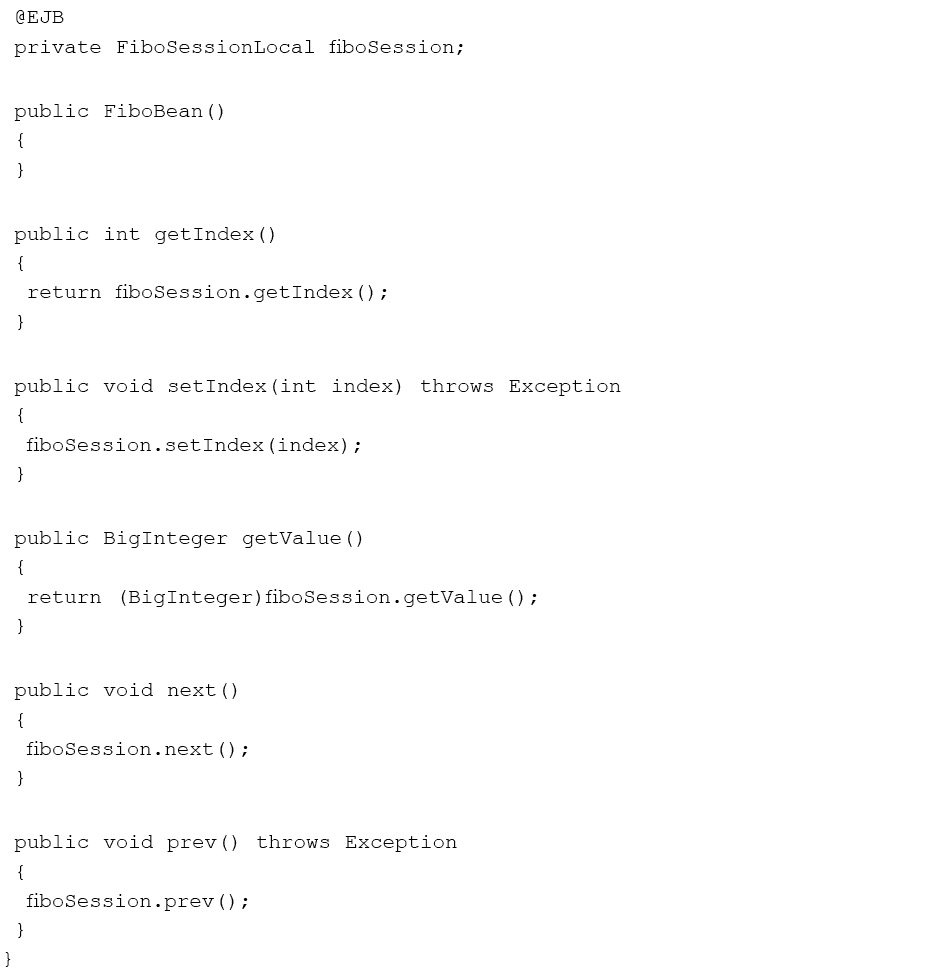 @EJB
private FiboSessionLocal fiboSession;
public FiboBean()
{
}
public int getIndex()
{
return fiboSession.getIndex();
}
public void setIndex(int index) throws Exception
{
fiboSession.setIndex(index);
}
public BigInteger getValue()
{
return (BigInteger)fiboSession.getValue();
}
public void next()
{
fiboSession.next();
}
public void prev() throws Exception
{
fiboSession.prev();
}
}